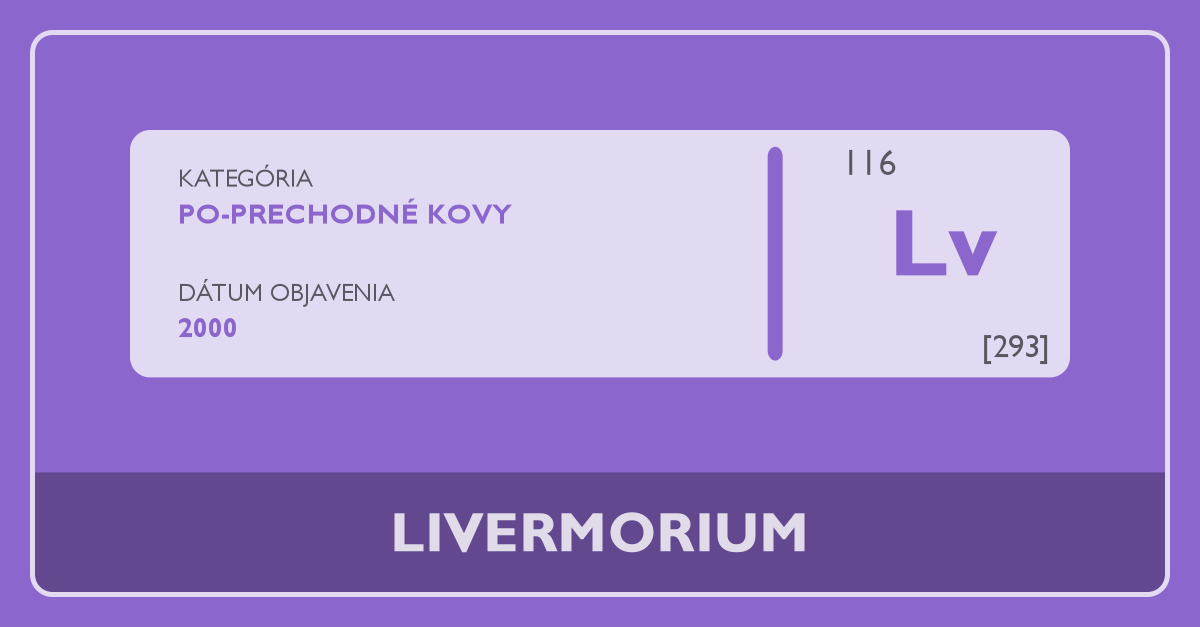 KATEGÓRIA
PO-PRECHODNÉ KOVY
DÁTUM OBJAVENIA
2000
116
Lv
[293]
LIVERMORIUM